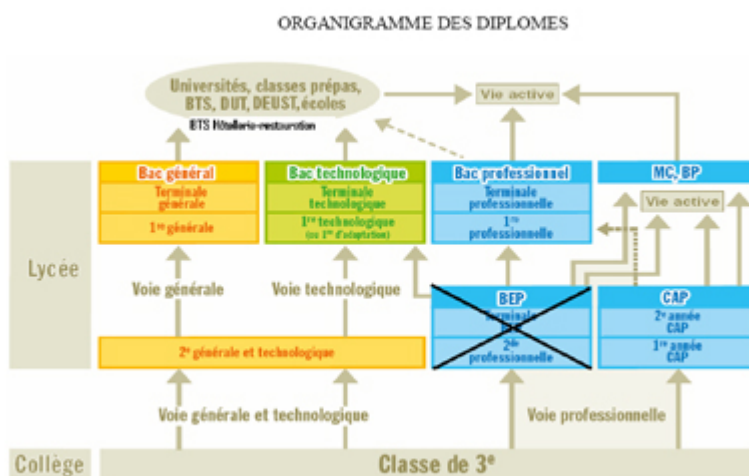 ORGANIGRAMME DES DIPLOMES
Universités, classes prépas,
BTS, DUT, DEUST, écoles
BTS Hôtellerie-restauration
Vie active
Bac général
Terminale
générale
1re générale
Bac technologique
Terminale
technologique
1re technologique
(ou 1re d'adaptation)
Bac professionnel
Terminale
professionnelle
1re
professionnelle
MC, BP
Vie active
Lycée
Voie générale
Voie technologique
BEP
Terminale
2de
professionnelle
CAP
2e année
CAP
1re année
CAP
2e générale et technologique
Voie générale et technologique
Voie professionnelle
Collège
Classe de 3e